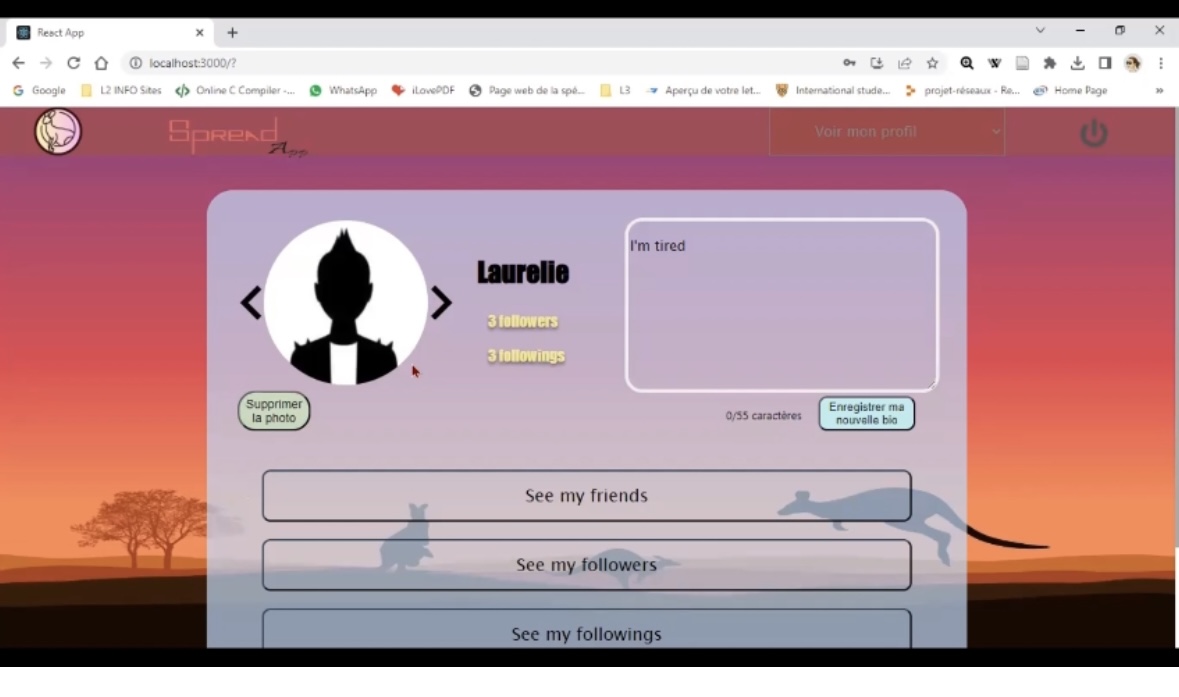 React App
localhost:3000/?
Google
L2 INFO Sites
Online C Compiler -...
WhatsApp
iLovePDF
Page web de la spé...
L3
Aperçu de votre let...
International stude...
projet-réseaux - Re...
Home Page
Spread
App
Voir mon profil
Laurelie
3 followers
3 followings
I'm tired
Supprimer
la photo
0/55 caractères
Enregistrer ma
nouvelle bio
See my friends
See my followers
See my followings